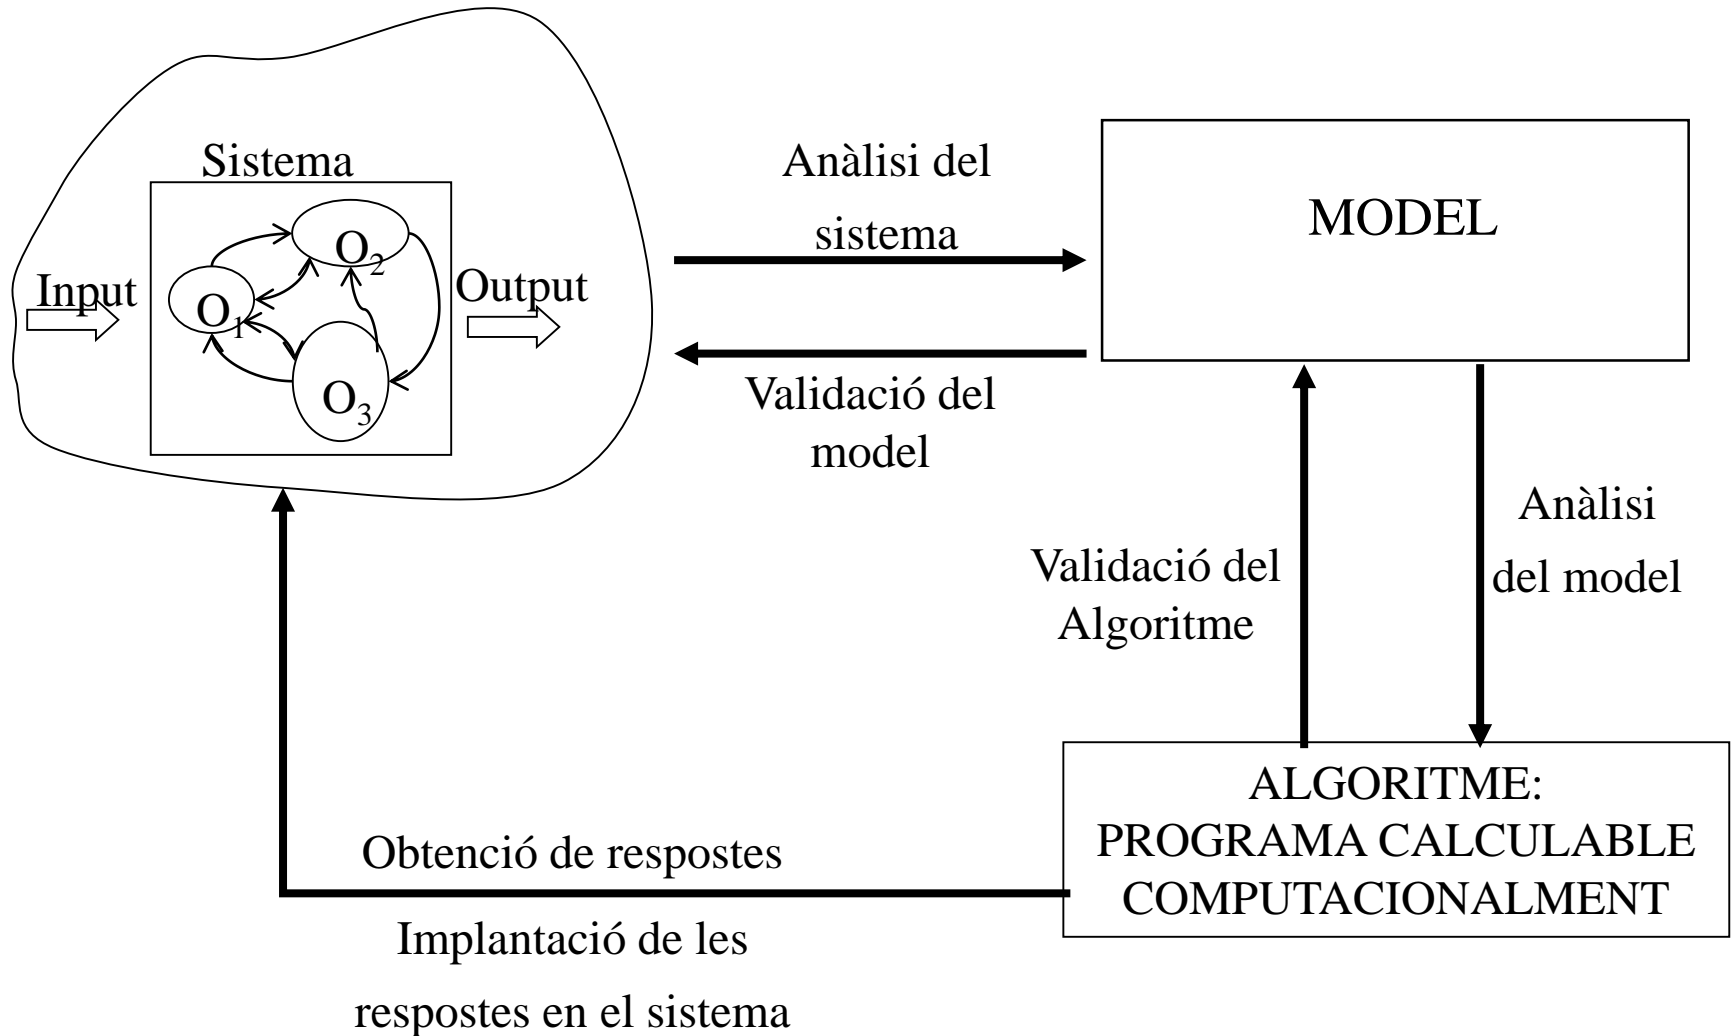 Sistema
Input
O1
O2
O3
Output
Anàlisi del
sistema
MODEL
Validació del
model
Anàlisi
del model
Validació del
Algoritme
ALGORITME:
PROGRAMA CALCULABLE
COMPUTACIONALMENT
Obtenció de respostes
Implantació de les
respostes en el sistema